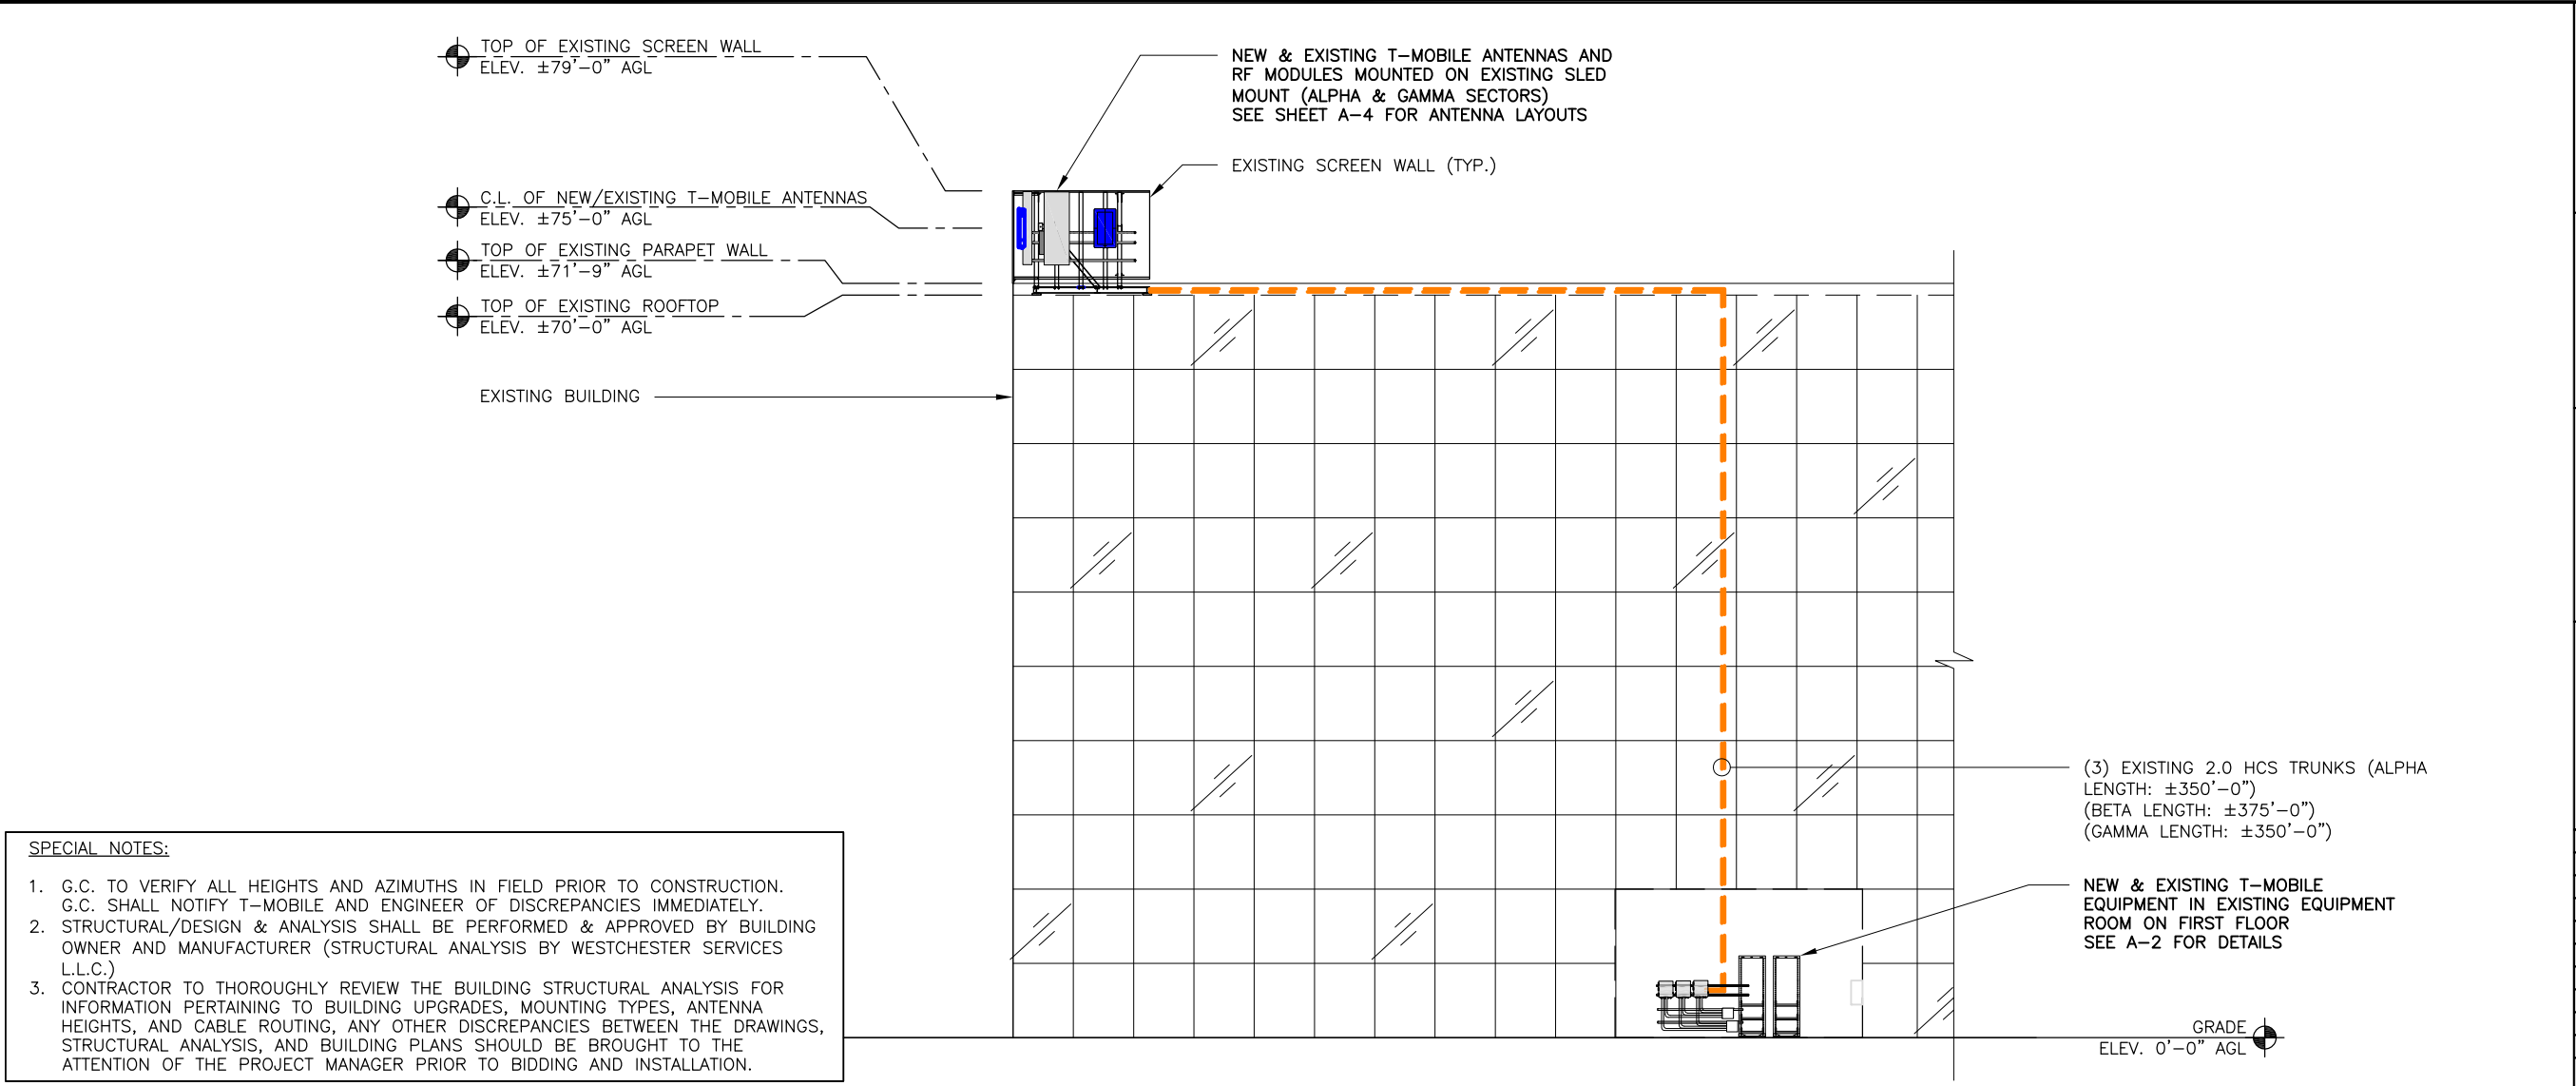 TOP OF EXISTING SCREEN WALL
ELEV. ±79'-0" AGL
C.L. OF NEW/EXISTING T-MOBILE ANTENNAS
ELEV. ±75'-0" AGL
TOP OF EXISTING PARAPET WALL
ELEV. ±71'-9" AGL
TOP OF EXISTING ROOFTOP
ELEV. ±70'-0" AGL
EXISTING BUILDING
NEW & EXISTING T-MOBILE ANTENNAS AND
RF MODULES MOUNTED ON EXISTING SLED
MOUNT (ALPHA & GAMMA SECTORS)
SEE SHEET A-4 FOR ANTENNA LAYOUTS
EXISTING SCREEN WALL (TYP.)
(3) EXISTING 2.0 HCS TRUNKS (ALPHA
LENGTH: ±350'-0")
(BETA LENGTH: ±375'-0")
(GAMMA LENGTH: ±350'-0")
NEW & EXISTING T-MOBILE
EQUIPMENT IN EXISTING EQUIPMENT
ROOM ON FIRST FLOOR
SEE A-2 FOR DETAILS
GRADE
ELEV. 0'-0" AGL
SPECIAL NOTES:
1. G.C. TO VERIFY ALL HEIGHTS AND AZIMUTHS IN FIELD PRIOR TO CONSTRUCTION.
G.C. SHALL NOTIFY T-MOBILE AND ENGINEER OF DISCREPANCIES IMMEDIATELY.
2. STRUCTURAL/DESIGN & ANALYSIS SHALL BE PERFORMED & APPROVED BY BUILDING
OWNER AND MANUFACTURER (STRUCTURAL ANALYSIS BY WESTCHESTER SERVICES
L.L.C.)
3. CONTRACTOR TO THOROUGHLY REVIEW THE BUILDING STRUCTURAL ANALYSIS FOR
INFORMATION PERTAINING TO BUILDING UPGRADES, MOUNTING TYPES, ANTENNA
HEIGHTS, AND CABLE ROUTING, ANY OTHER DISCREPANCIES BETWEEN THE DRAWINGS,
STRUCTURAL ANALYSIS, AND BUILDING PLANS SHOULD BE BROUGHT TO THE
ATTENTION OF THE PROJECT MANAGER PRIOR TO BIDDING AND INSTALLATION.